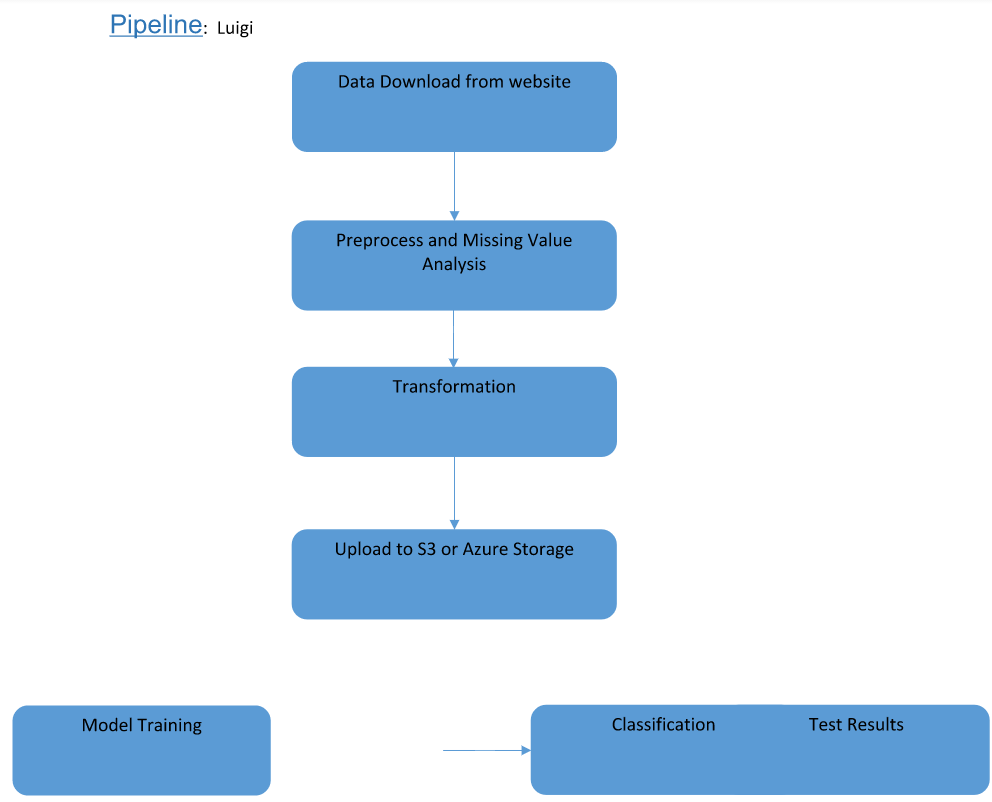 Pipeline: Luigi
Data Download from website
Preprocess and Missing Value
Analysis
Transformation
Upload to S3 or Azure Storage
Model Training
Classification
Test Results